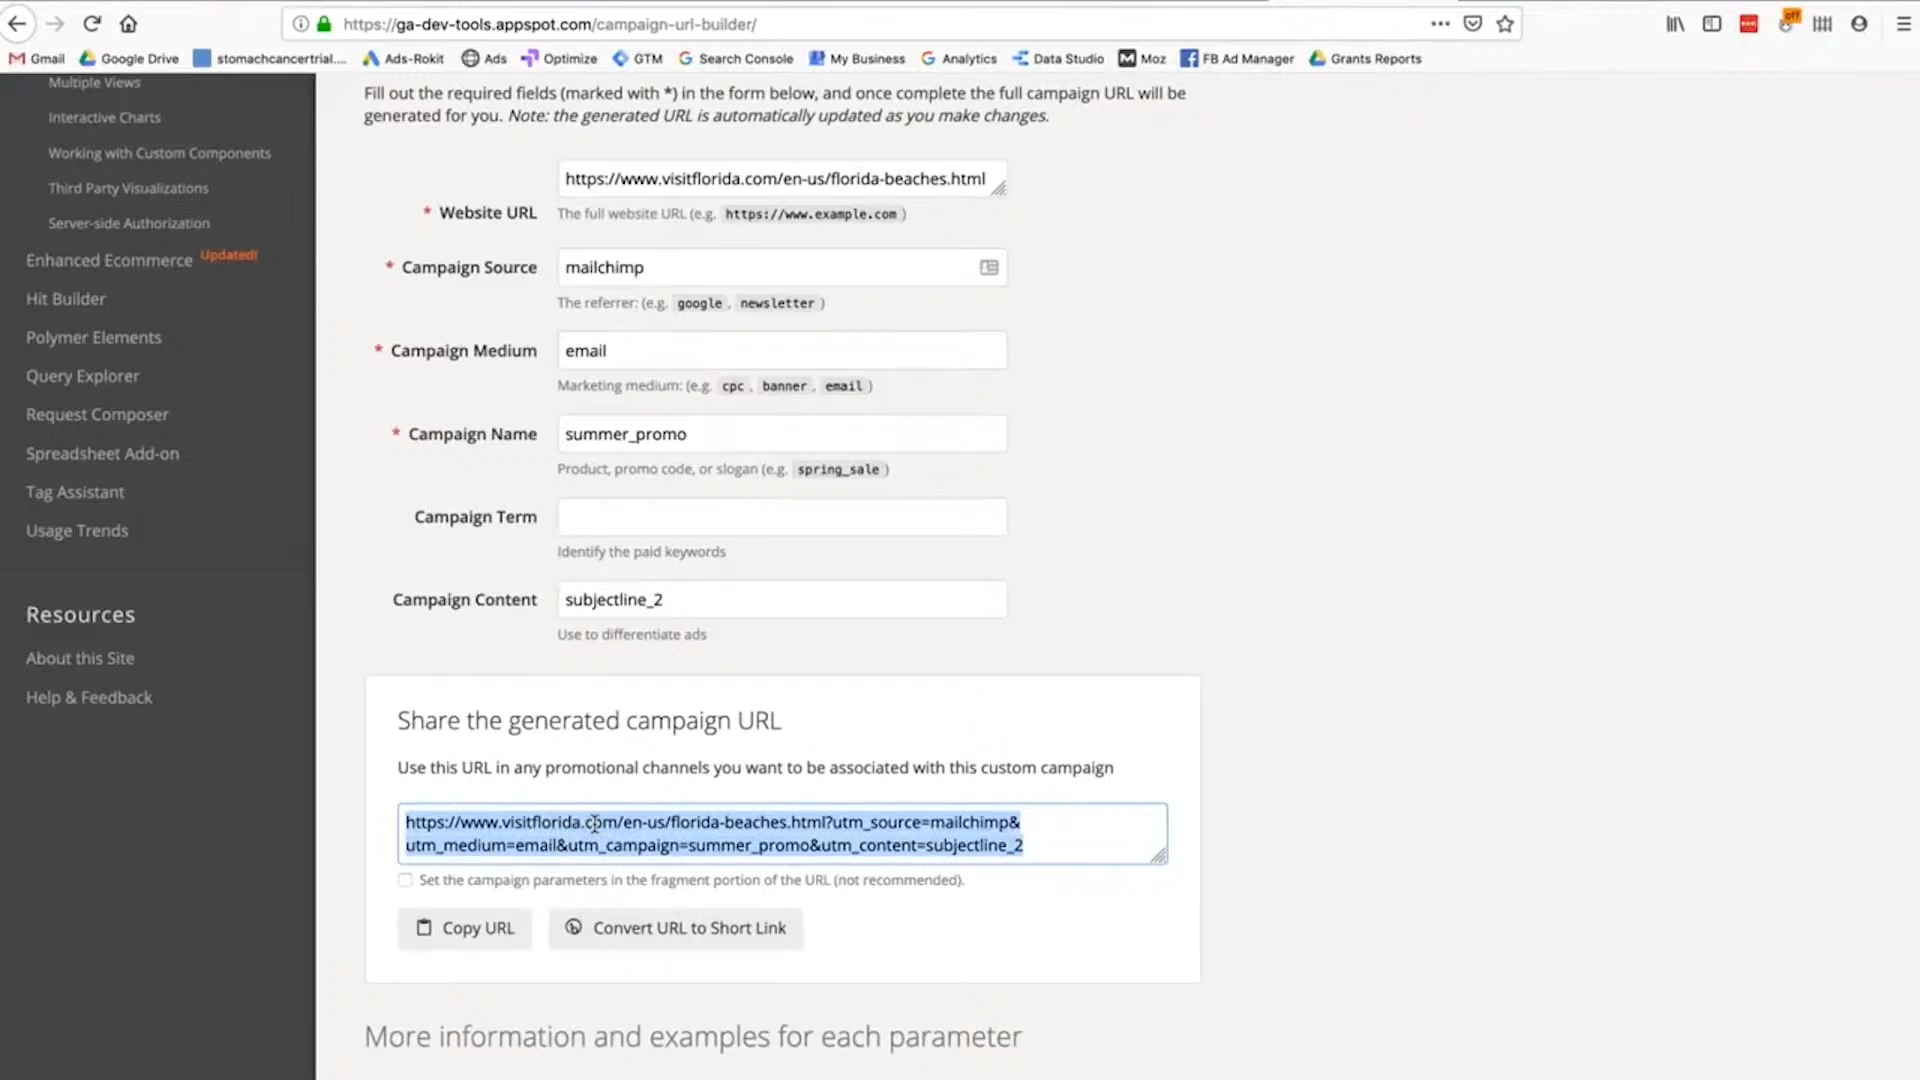 https://ga-dev-tools.appspot.com/campaign-url-builder/
off
Gmail Google Drive stomachcancertrial.... Ads-Rokit Ads Optimize GTM Search Console My Business Analytics Data Studio Moz FB Ad Manager Grants Reports
Multiple Views
Interactive Charts
Working with Custom Components
Third Party Visualizations
Server-side Authorization
Enhanced Ecommerce Updated!
Hit Builder
Polymer Elements
Query Explorer
Request Composer
Spreadsheet Add-on
Tag Assistant
Usage Trends
Resources
About this Site
Help & Feedback
Fill out the required fields (marked with *) in the form below, and once complete the full campaign URL will be
generated for you. Note: the generated URL is automatically updated as you make changes.
https://www.visitflorida.com/en-us/florida-beaches.html
* Website URL The full website URL (e.g. https://www.example.com )
* Campaign Source mailchimp
The referrer: (e.g. google , newsletter )
* Campaign Medium email
Marketing medium: (e.g. cpc , banner , email )
* Campaign Name summer_promo
Product, promo code, or slogan (e.g. spring_sale )
Campaign Term
Identify the paid keywords
Campaign Content subjectline_2
Use to differentiate ads
Share the generated campaign URL
Use this URL in any promotional channels you want to be associated with this custom campaign
https://www.visitflorida.com/en-us/florida-beaches.html?utm_source=mailchimp&
utm_medium=email&utm_campaign=summer_promo&utm_content=subjectline_2
Set the campaign parameters in the fragment portion of the URL (not recommended).
Copy URL Convert URL to Short Link
More information and examples for each parameter